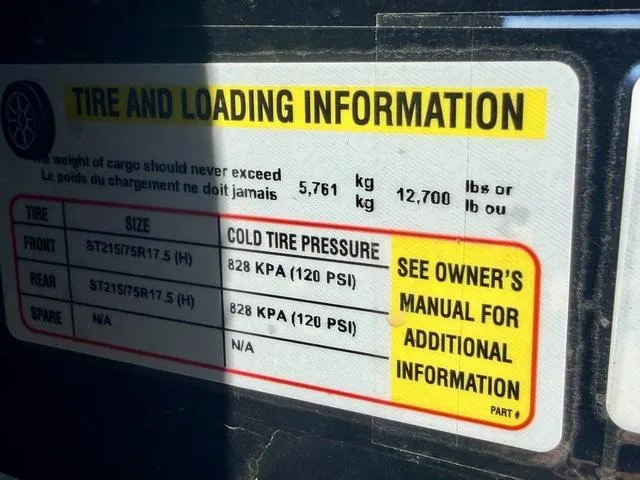 TIRE AND LOADING INFORMATION
The weight of cargo should never exceed 5,761 kg 12,700 lbs or
Le poids du chargement ne doit jamais kg lb ou
TIRE SIZE COLD TIRE PRESSURE
FRONT ST215/75R17.5 (H) 828 KPA (120 PSI)
REAR ST215/75R17.5 (H) 828 KPA (120 PSI)
SPARE N/A N/A
SEE OWNER'S
MANUAL FOR
ADDITIONAL
INFORMATION
PART #